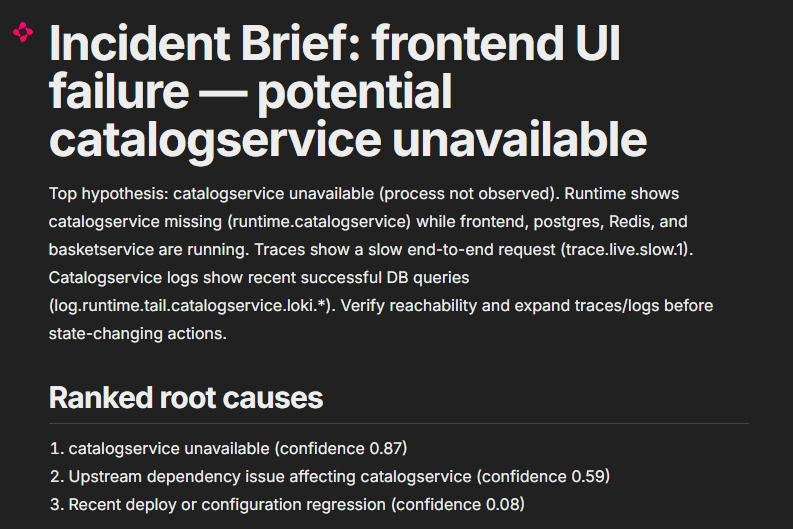 Incident Brief: frontend UI
failure — potential
catalogservice unavailable
Top hypothesis: catalogservice unavailable (process not observed). Runtime shows
catalogservice missing (runtime.catalogservice) while frontend, postgres, Redis, and
basketservice are running. Traces show a slow end-to-end request (trace.live.slow.1).
Catalogservice logs show recent successful DB queries
(log.runtime.tail.catalogservice.loki.*). Verify reachability and expand traces/logs before
state-changing actions.
Ranked root causes
1. catalogservice unavailable (confidence 0.87)
2. Upstream dependency issue affecting catalogservice (confidence 0.59)
3. Recent deploy or configuration regression (confidence 0.08)